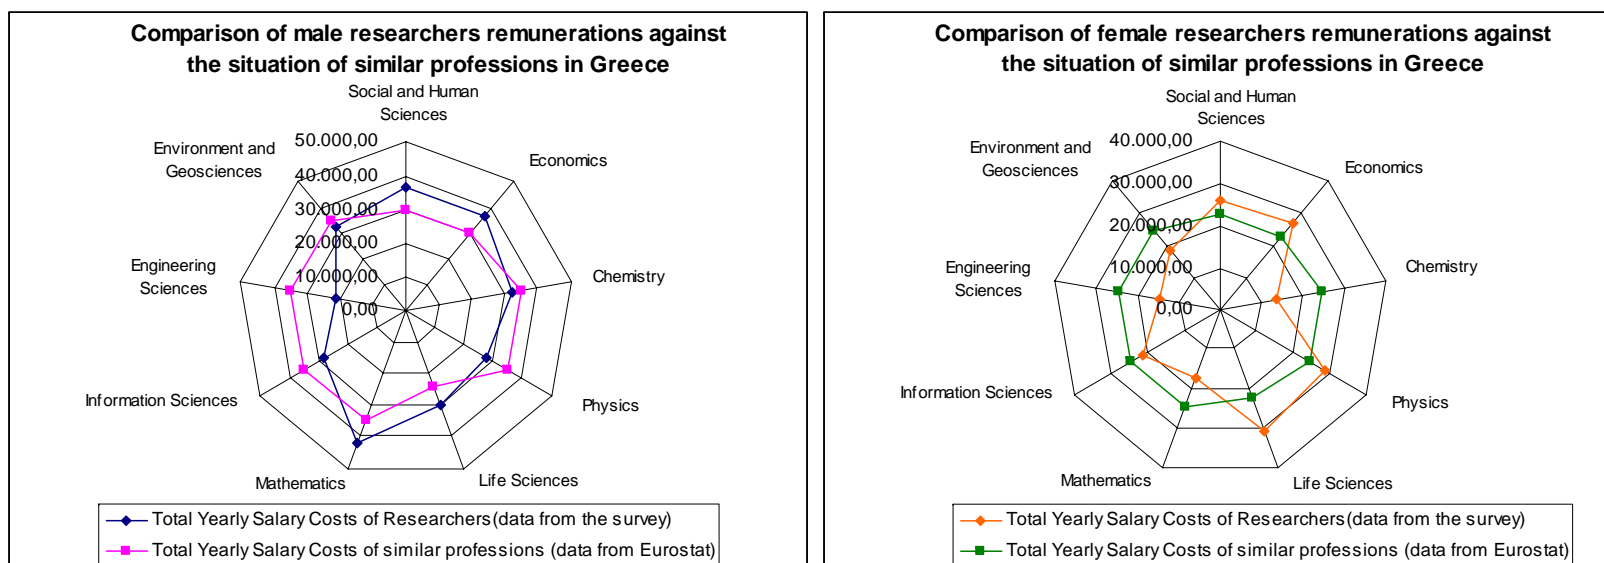 Comparison of male researchers remunerations against
the situation of similar professions in Greece
Social and Human
Sciences
Economics
Chemistry
Physics
Life Sciences
Mathematics
Information Sciences
Engineering
Sciences
Environment and
Geosciences
50.000,00
40.000,00
30.000,00
20.000,00
10.000,00
0,00
Total Yearly Salary Costs of Researchers(data from the survey)
Total Yearly Salary Costs of similar professions (data from Eurostat)
Comparison of female researchers remunerations against
the situation of similar professions in Greece
Social and Human
Sciences
Economics
Chemistry
Physics
Life Sciences
Mathematics
Information Sciences
Engineering
Sciences
Environment and
Geosciences
40.000,00
30.000,00
20.000,00
10.000,00
0,00
Total Yearly Salary Costs of Researchers(data from the survey)
Total Yearly Salary Costs of similar professions (data from Eurostat)